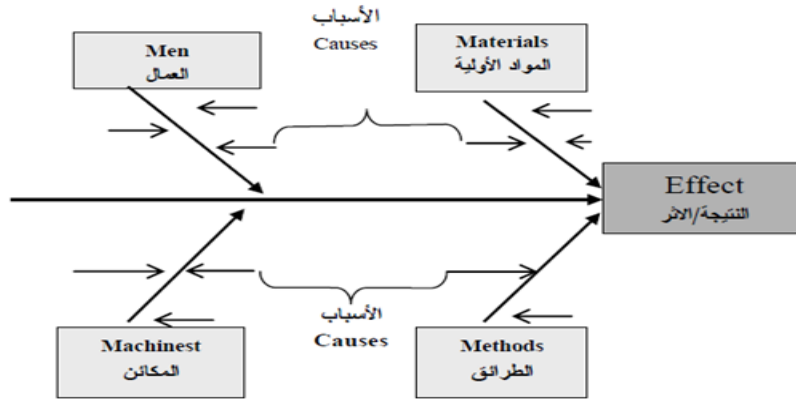 الأسباب
Causes
Men
العمال
Materials
المواد الأولية
Effect
النتيجة/الاثر
الأسباب
Causes
Machinest
المكائن
Methods
الطرائق